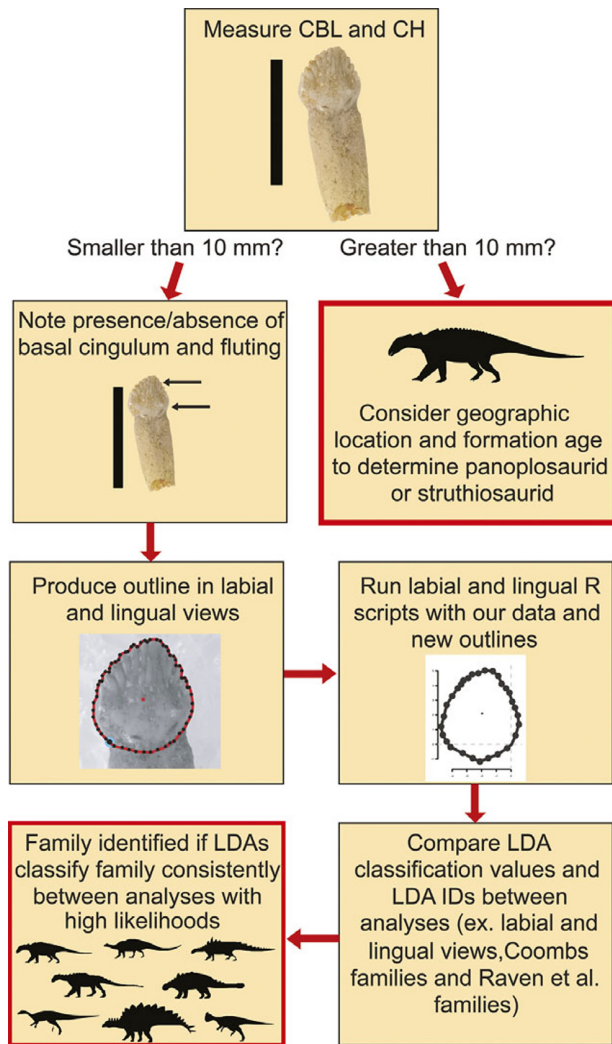 Measure CBL and CH
Smaller than 10 mm?
Greater than 10 mm?
Note presence/absence of
basal cingulum and fluting
Consider geographic
location and formation age
to determine panoplosaurid
or struthiosaurid
Produce outline in labial
and lingual views
Run labial and lingual R
scripts with our data and
new outlines
Family identified if LDAs
classify family consistently
between analyses with
high likelihoods
Compare LDA
classification values and
LDA IDs between
analyses (ex. labial and
lingual views,Coombs
families and Raven et al.
families)